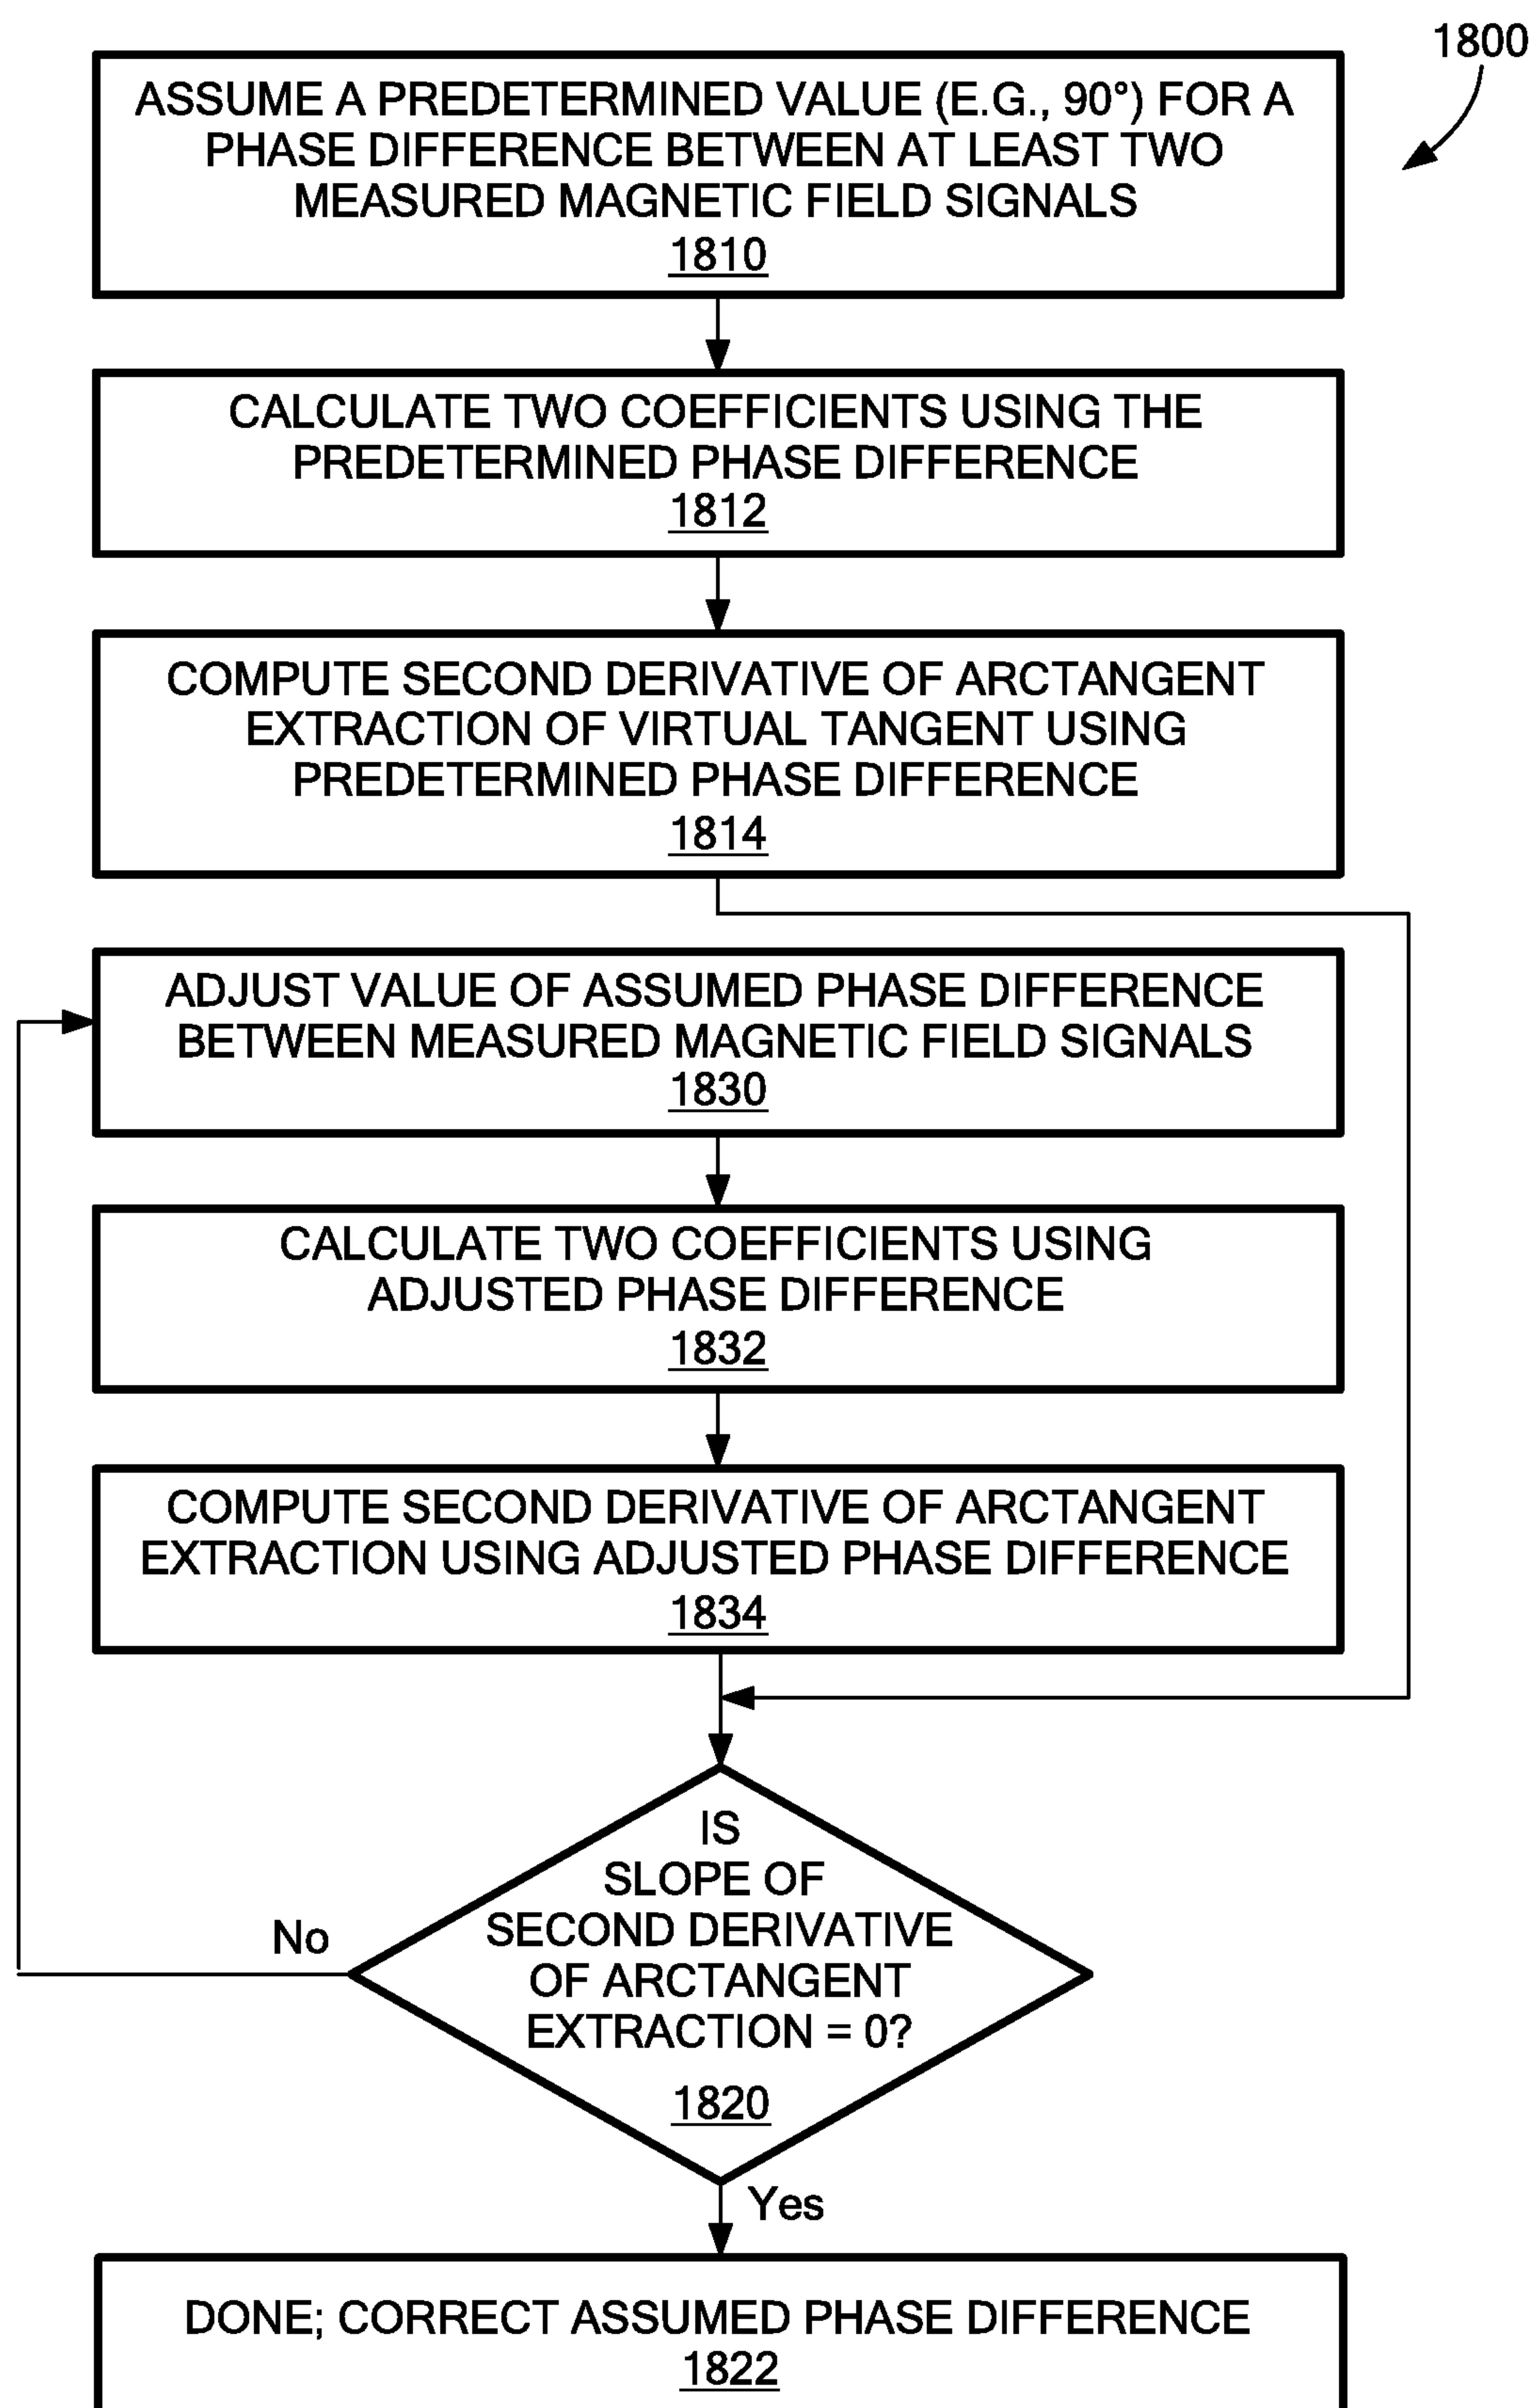 1800
ASSUME A PREDETERMINED VALUE (E.G., 90°) FOR A
PHASE DIFFERENCE BETWEEN AT LEAST TWO
MEASURED MAGNETIC FIELD SIGNALS
1810
CALCULATE TWO COEFFICIENTS USING THE
PREDETERMINED PHASE DIFFERENCE
1812
COMPUTE SECOND DERIVATIVE OF ARCTANGENT
EXTRACTION OF VIRTUAL TANGENT USING
PREDETERMINED PHASE DIFFERENCE
1814
ADJUST VALUE OF ASSUMED PHASE DIFFERENCE
BETWEEN MEASURED MAGNETIC FIELD SIGNALS
1830
CALCULATE TWO COEFFICIENTS USING
ADJUSTED PHASE DIFFERENCE
1832
COMPUTE SECOND DERIVATIVE OF ARCTANGENT
EXTRACTION USING ADJUSTED PHASE DIFFERENCE
1834
IS
SLOPE OF
SECOND DERIVATIVE
OF ARCTANGENT
EXTRACTION = 0?
1820
No
Yes
DONE; CORRECT ASSUMED PHASE DIFFERENCE
1822